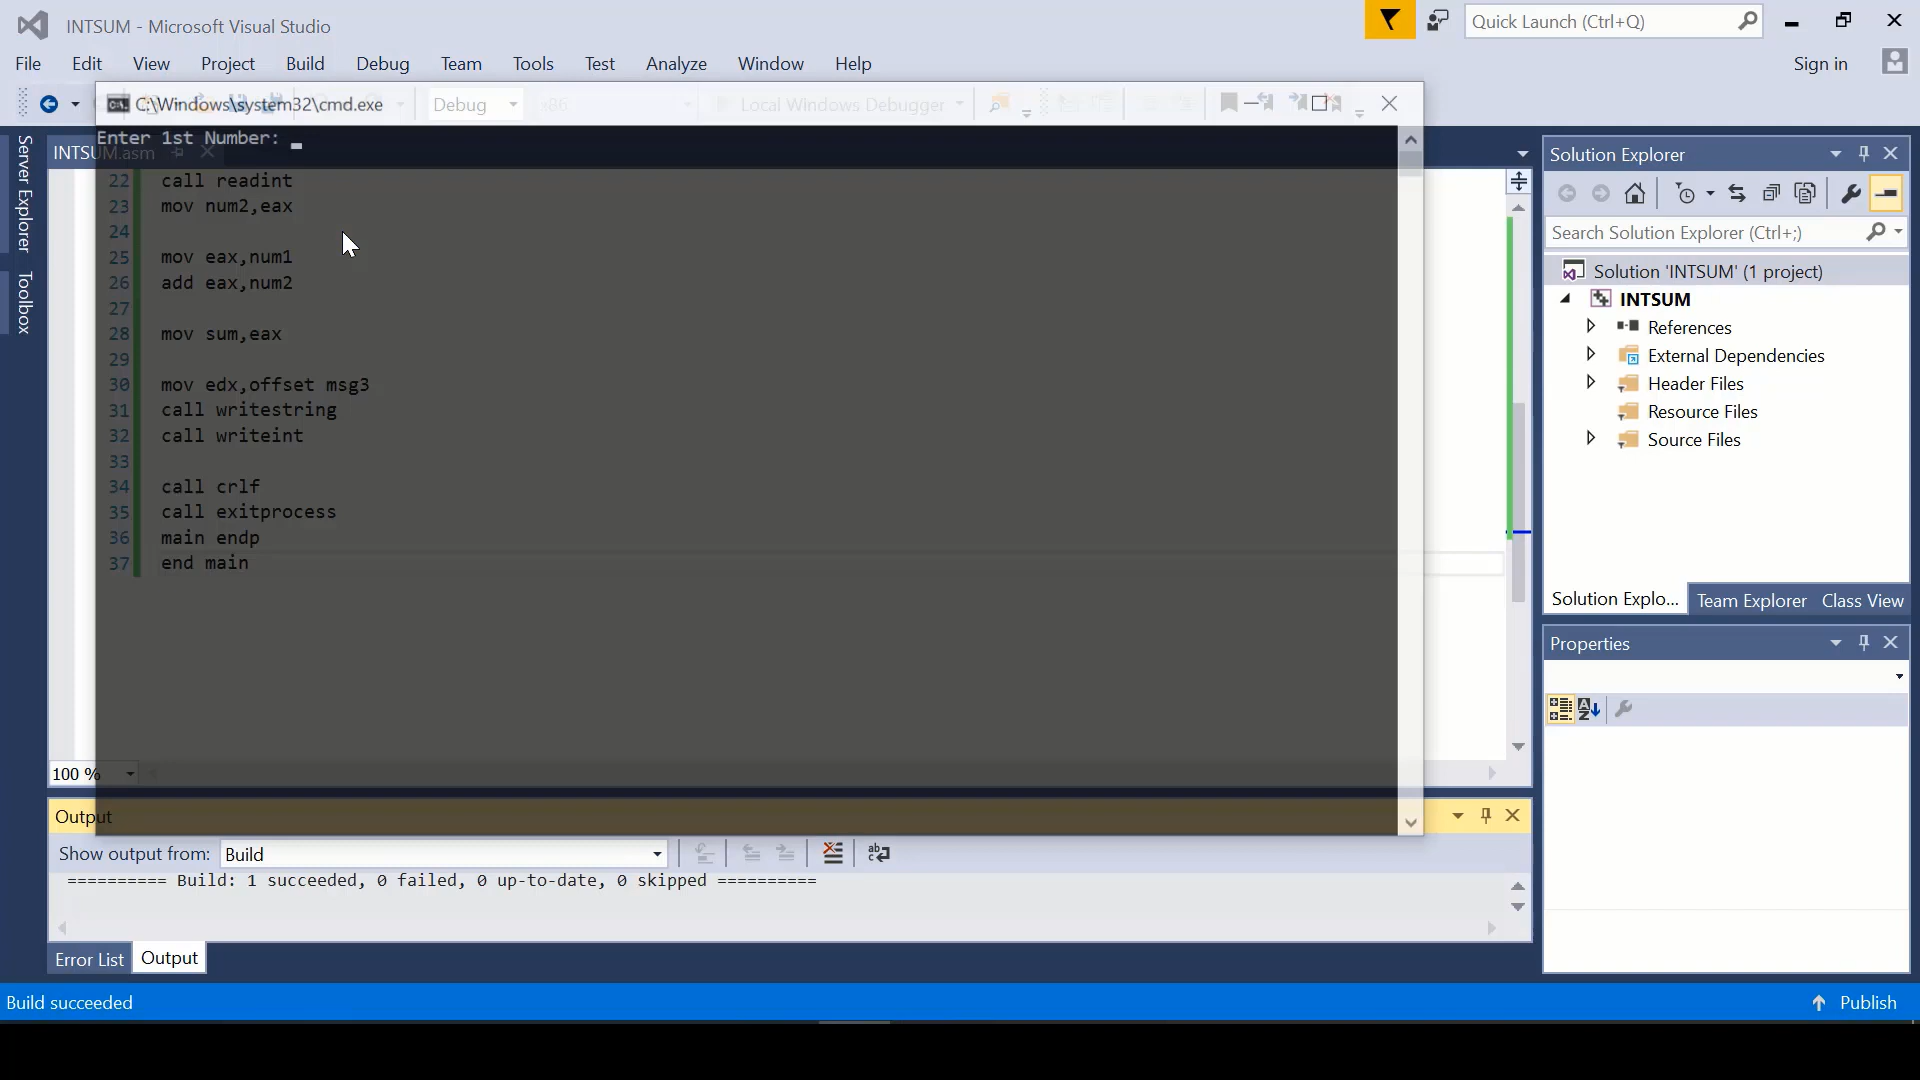 INTSUM - Microsoft Visual Studio
Quick Launch (Ctrl+Q)
File Edit View Project Build Debug Team Tools Test Analyze Window Help
Sign in
C:\Windows\system32\cmd.exe
Debug
x86
Local Windows Debugger
Enter 1st Number:
INTSUM.asm
Server Explorer
Toolbox
22 call readint
23 mov num2,eax
24
25 mov eax,num1
26 add eax,num2
27
28 mov sum,eax
29
30 mov edx,offset msg3
31 call writestring
32 call writeint
33
34 call crlf
35 call exitprocess
36 main endp
37 end main
100 %
Output
Show output from: Build
========== Build: 1 succeeded, 0 failed, 0 up-to-date, 0 skipped ==========
Error List Output
Build succeeded
Publish
Solution Explorer
Search Solution Explorer (Ctrl+;)
Solution 'INTSUM' (1 project)
INTSUM
References
External Dependencies
Header Files
Resource Files
Source Files
Solution Explo... Team Explorer Class View
Properties